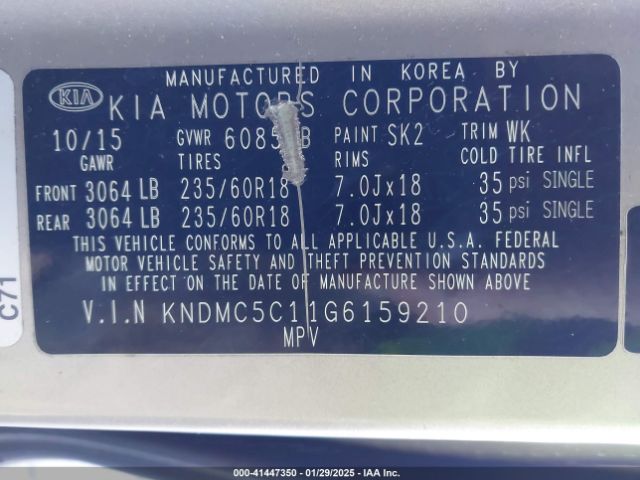 MANUFACTURED IN KOREA BY
KIA KIA MOTORS CORPORATION
10/15 GVWR PAINT SK2 TRIM WK
GAWR TIRES RIMS COLD TIRE INFL
FRONT 3064 LB 235/60R18 7.0Jx18 35 psi SINGLE
REAR 3064 LB 235/60R18 7.0Jx18 35 psi SINGLE
THIS VEHICLE CONFORMS TO ALL APPLICABLE U.S.A. FEDERAL
MOTOR VEHICLE SAFETY AND THEFT PREVENTION STANDARDS
IN EFFECT ON THE DATE OF MANUFACTURE SHOWN ABOVE.
V.I.N KNDMC5C11G6159210
MPV
C71
000-41447350 - 01/29/2025 - IAA Inc.